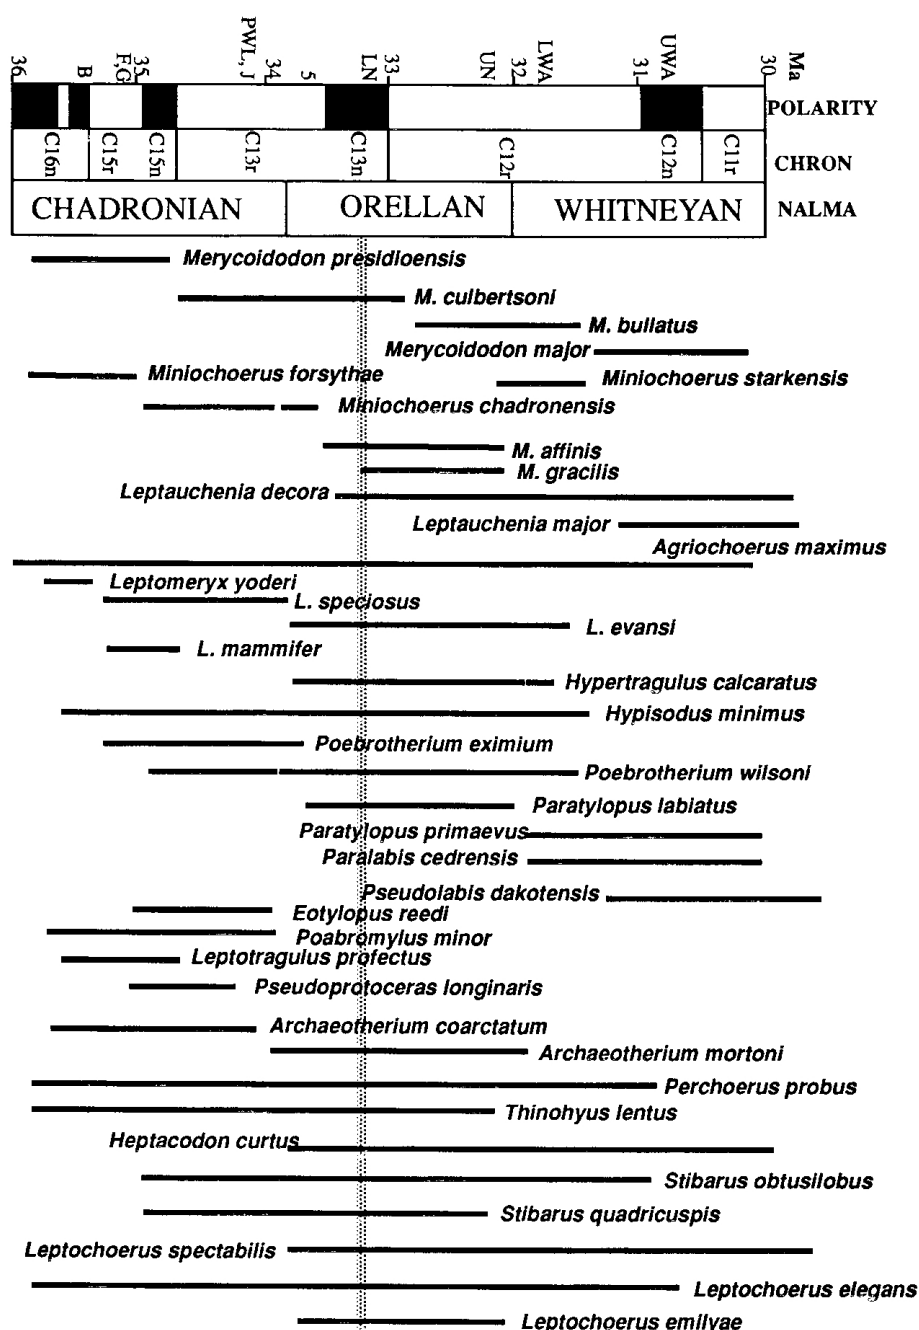 36 B F,G 35 PWL, J 34 5 LN 33 UN 32 LWA 31 UWA 30 Ma
POLARITY
C16n C15r C15n C13r C13n C12r C12n C11r CHRON
CHADRONIAN ORELLAN WHITNEYAN NALMA
Merycoidodon presidioensis
M. culbertsoni
M. bullatus
Merycoidodon major
Miniochoerus forsythae
Miniochoerus starkensis
Miniochoerus chadronensis
M. affinis
M. gracilis
Leptauchenia decora
Leptauchenia major
Agriochoerus maximus
Leptomeryx yoderi
L. speciosus
L. evansi
L. mammifer
Hypertragulus calcaratus
Hypisodus minimus
Poebrotherium eximium
Poebrotherium wilsoni
Paratylopus labiatus
Paratylopus primaevus
Paralabis cedrensis
Pseudolabis dakotensis
Eotylopus reedi
Poabromylus minor
Leptotragulus profectus
Pseudoprotoceras longinaris
Archaeotherium coarctatum
Archaeotherium mortoni
Perchoerus probus
Thinohyus lentus
Heptacodon curtus
Stibarus obtusilobus
Stibarus quadricuspis
Leptochoerus spectabilis
Leptochoerus elegans
Leptochoerus emilyae